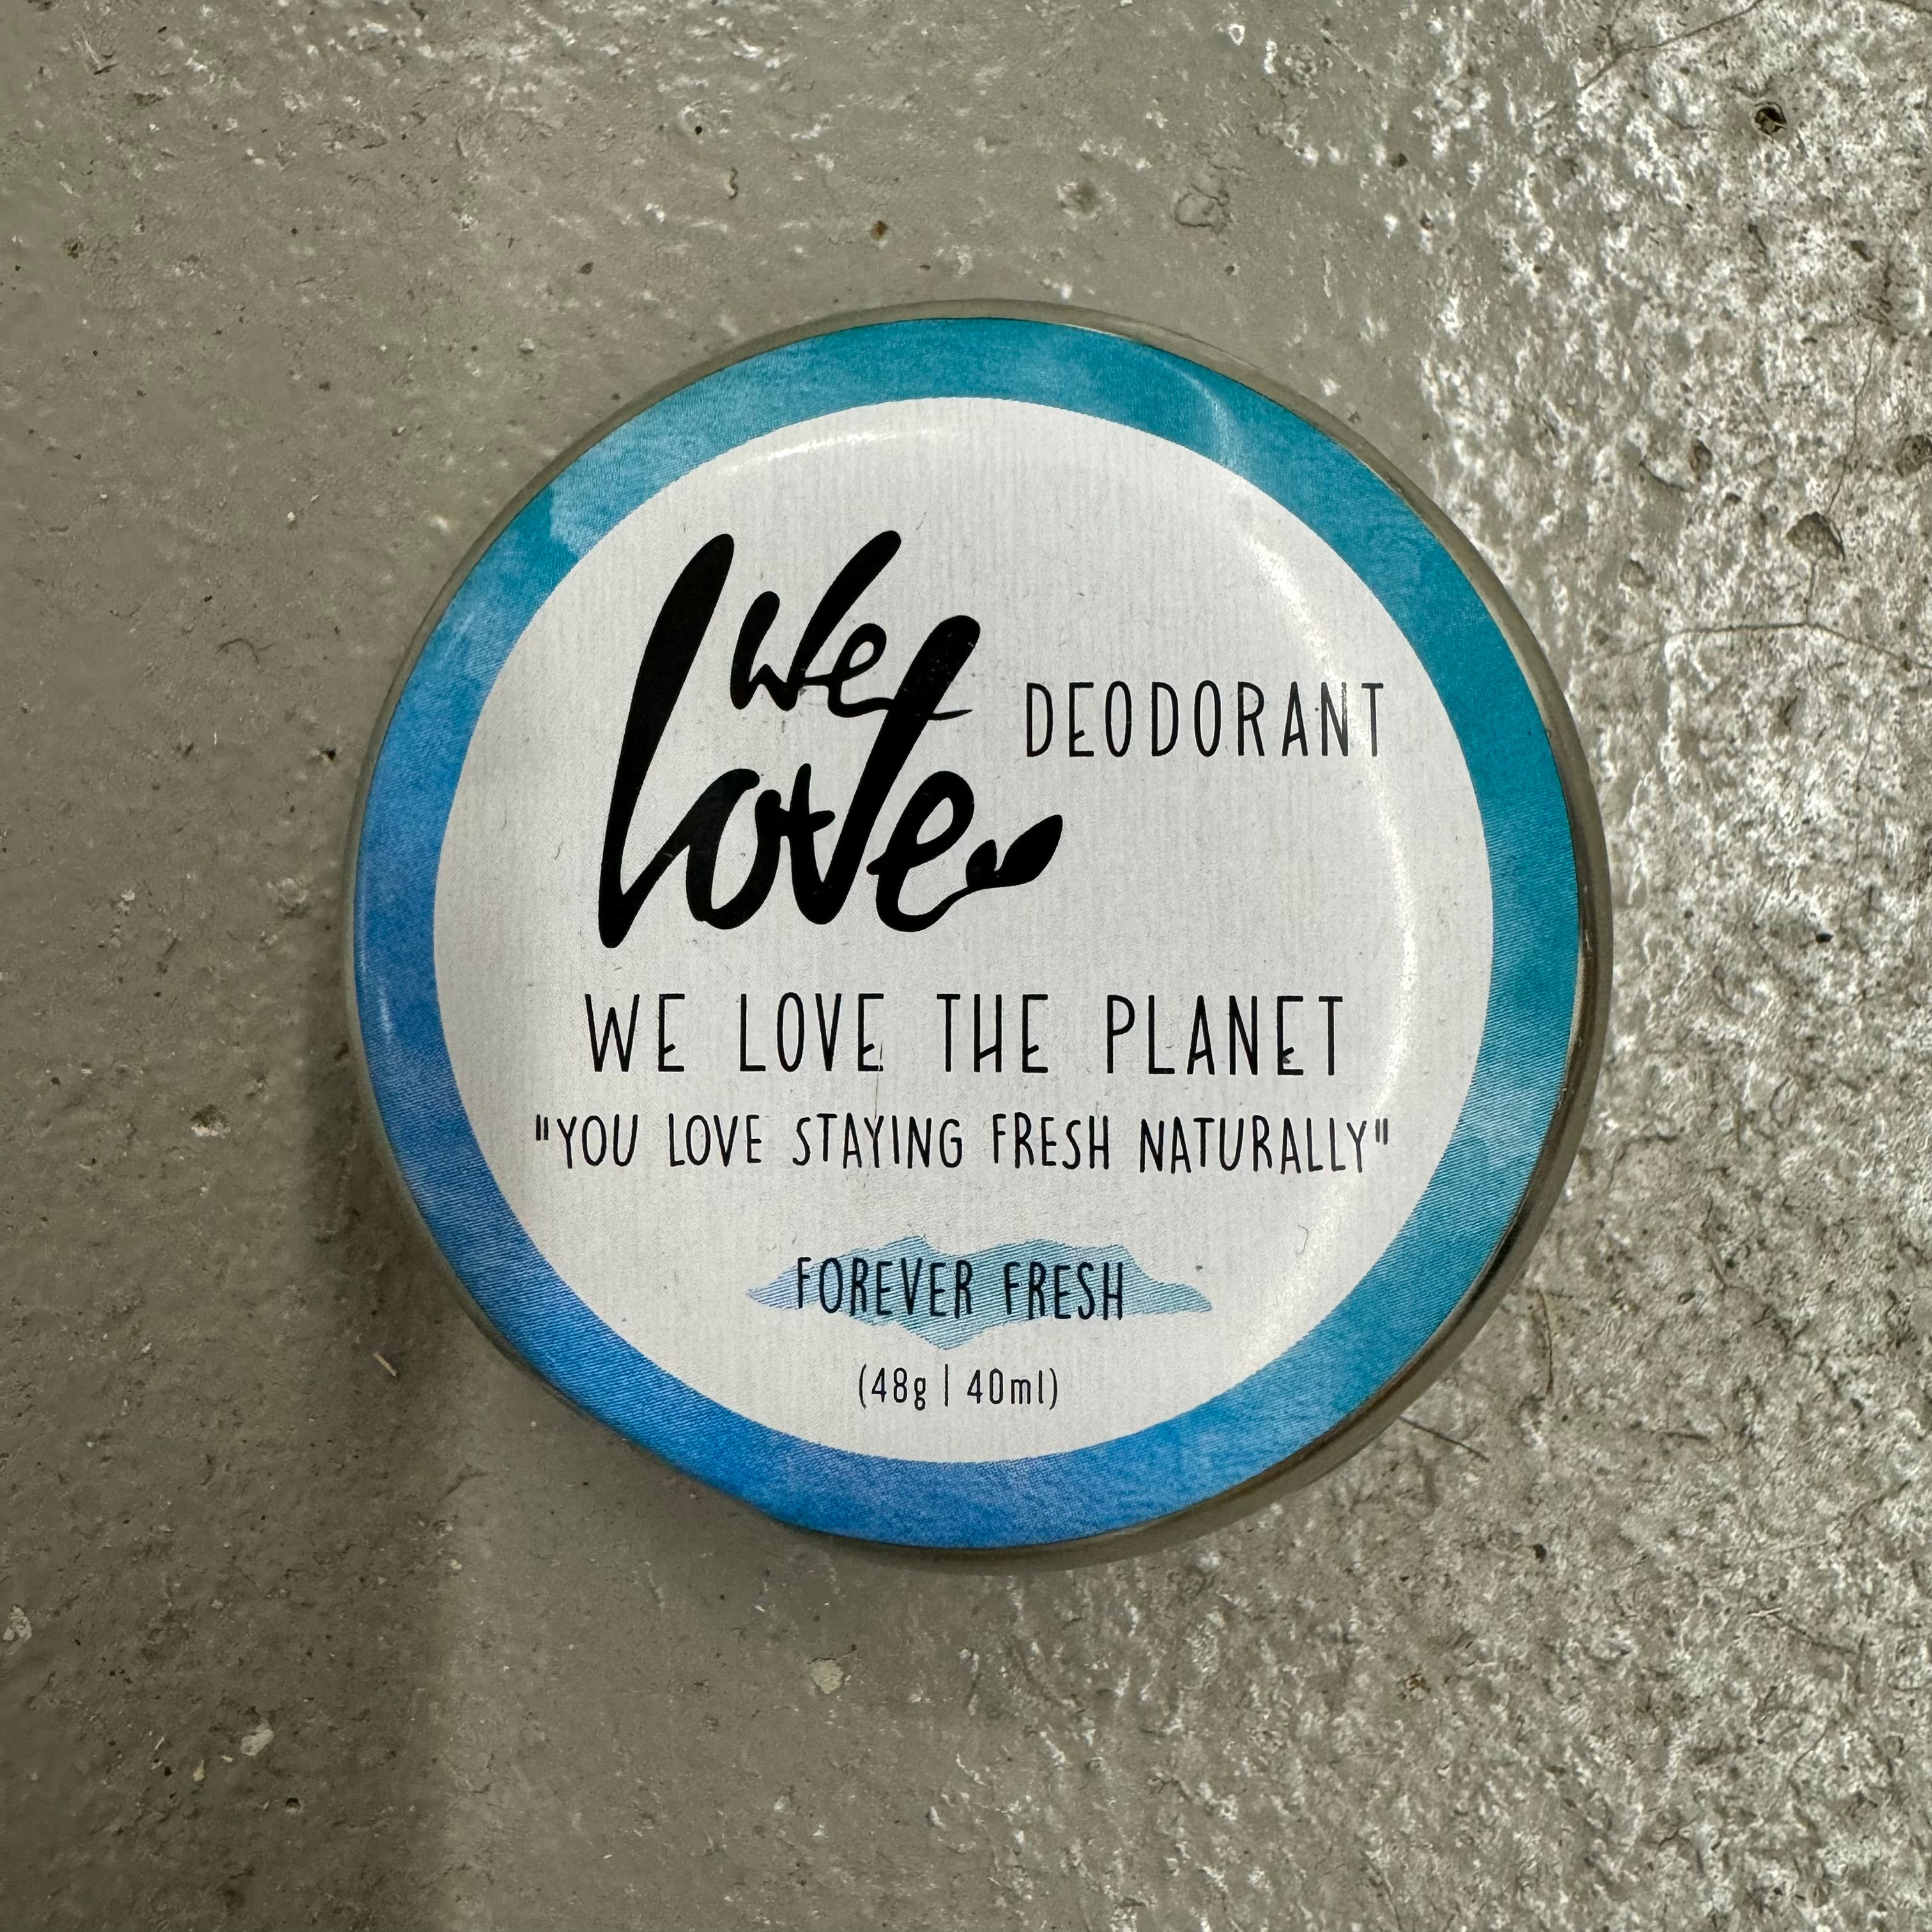 We
love
DEODORANT
WE LOVE THE PLANET
"YOU LOVE STAYING FRESH NATURALLY"
FOREVER FRESH
(48g | 40ml)